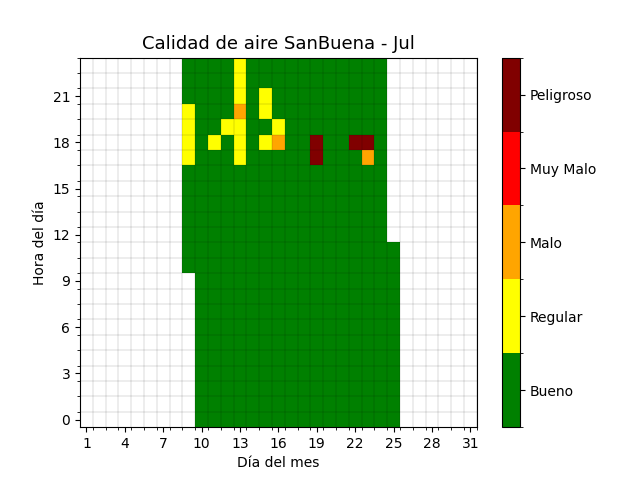 Calidad de aire SanBuena - Jul
Hora del día
21
18
15
12
9
6
3
0
1 4 7 10 13 16 19 22 25 28 31
Día del mes
Peligroso
Muy Malo
Malo
Regular
Bueno